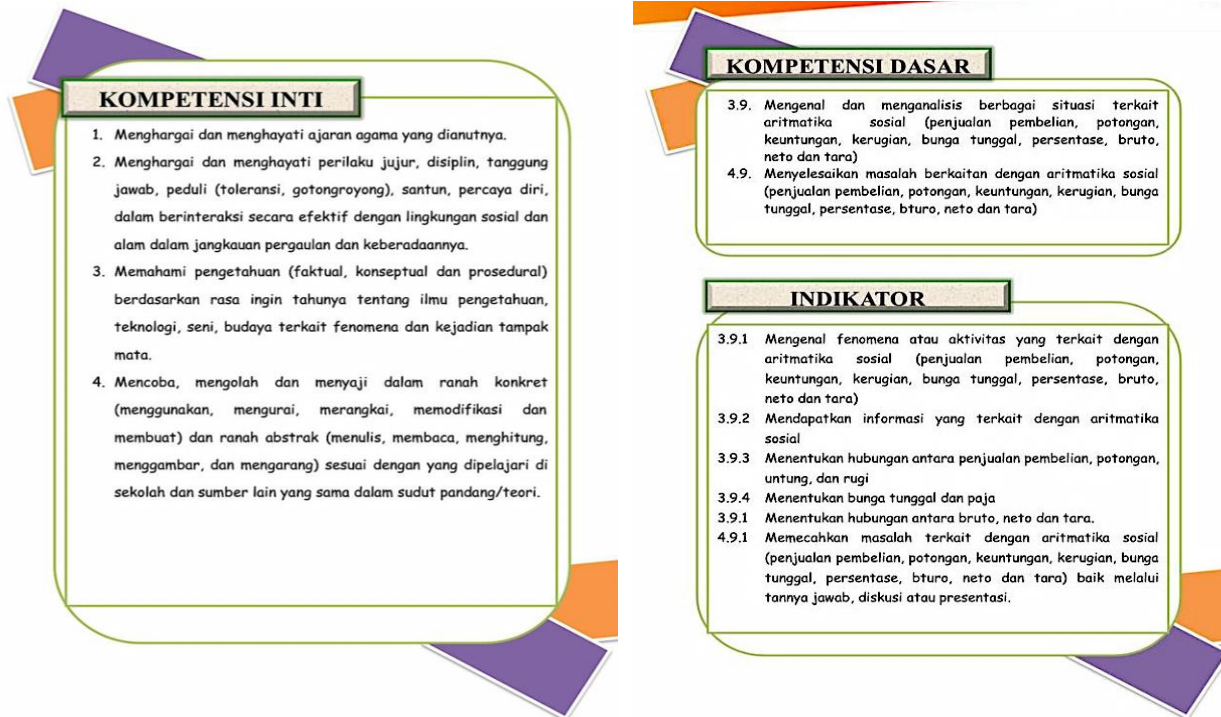 KOMPETENSI INTI
1. Menghargai dan menghayati ajaran agama yang dianutnya.
2. Menghargai dan menghayati perilaku jujur, disiplin, tanggung
jawab, peduli (toleransi, gotongroyong), santun, percaya diri,
dalam berinteraksi secara efektif dengan lingkungan sosial dan
alam dalam jangkauan pergaulan dan keberadaannya.
3. Memahami pengetahuan (faktual, konseptual dan prosedural)
berdasarkan rasa ingin tahunya tentang ilmu pengetahuan,
teknologi, seni, budaya terkait fenomena dan kejadian tampak
mata.
4. Mencoba, mengolah dan menyaji dalam ranah konkret
(menggunakan, mengurai, merangkai, memodifikasi dan
membuat) dan ranah abstrak (menulis, membaca, menghitung,
menggambar, dan mengarang) sesuai dengan yang dipelajari di
sekolah dan sumber lain yang sama dalam sudut pandang/teori.
KOMPETENSI DASAR
3.9. Mengenal dan menganalisis berbagai situasi terkait
aritmatika sosial (penjualan pembelian, potongan,
keuntungan, kerugian, bunga tunggal, persentase, bruto,
neto dan tara)
4.9. Menyelesaikan masalah berkaitan dengan aritmatika sosial
(penjualan pembelian, potongan, keuntungan, kerugian, bunga
tunggal, persentase, bturo, neto dan tara)
INDIKATOR
3.9.1 Mengenal fenomena atau aktivitas yang terkait dengan
aritmatika sosial (penjualan pembelian, potongan,
keuntungan, kerugian, bunga tunggal, persentase, bruto,
neto dan tara)
3.9.2 Mendapatkan informasi yang terkait dengan aritmatika
sosial
3.9.3 Menentukan hubungan antara penjualan pembelian, potongan,
untung, dan rugi
3.9.4 Menentukan bunga tunggal dan paja
3.9.1 Menentukan hubungan antara bruto, neto dan tara.
4.9.1 Memecahkan masalah terkait dengan aritmatika sosial
(penjualan pembelian, potongan, keuntungan, kerugian, bunga
tunggal, persentase, bturo, neto dan tara) baik melalui
tannya jawab, diskusi atau presentasi.